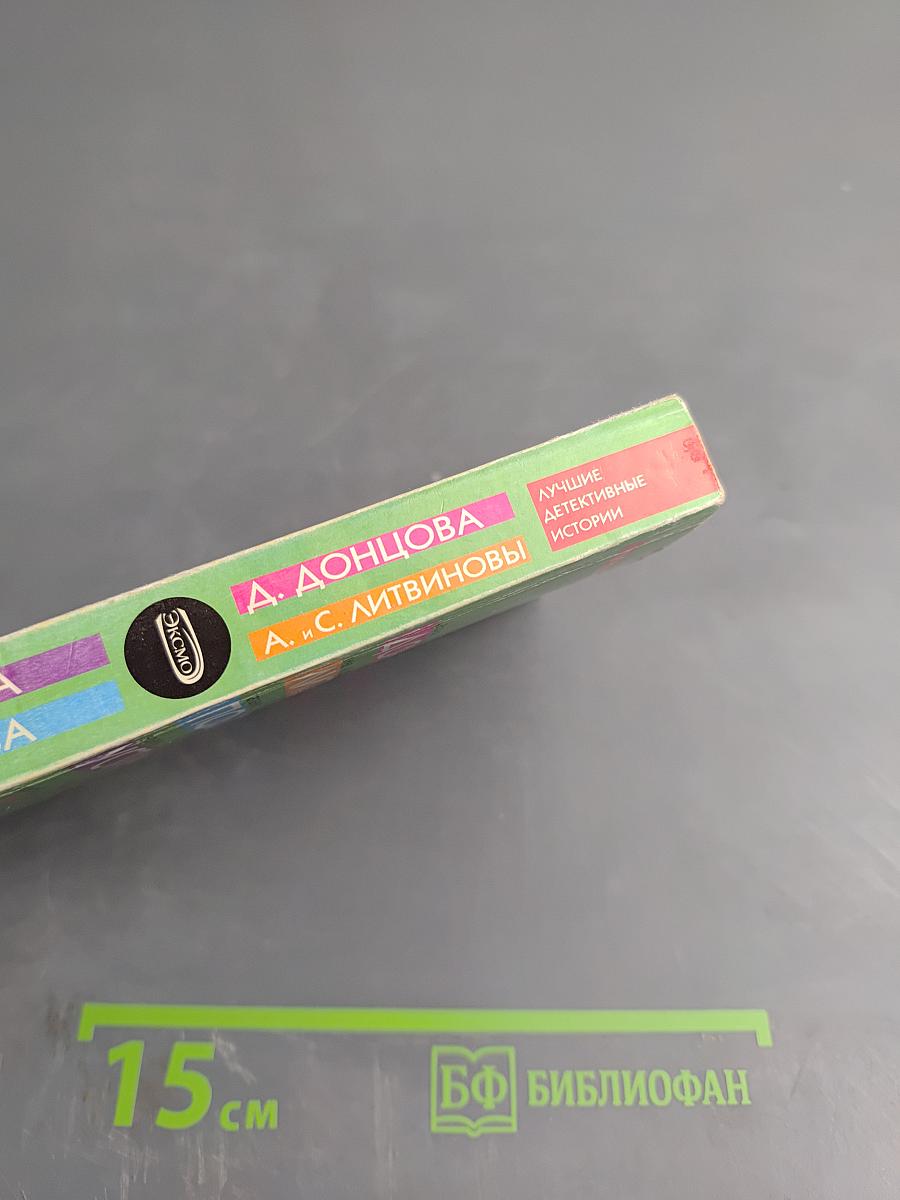 ЛУЧШИЕ
ДЕТЕКТИВНЫЕ
ИСТОРИИ
Д. ДОНЦОВА
А. и С. ЛИТВИНОВЫ
ЭКСМО
15 см
БФ БИБЛИОФАН